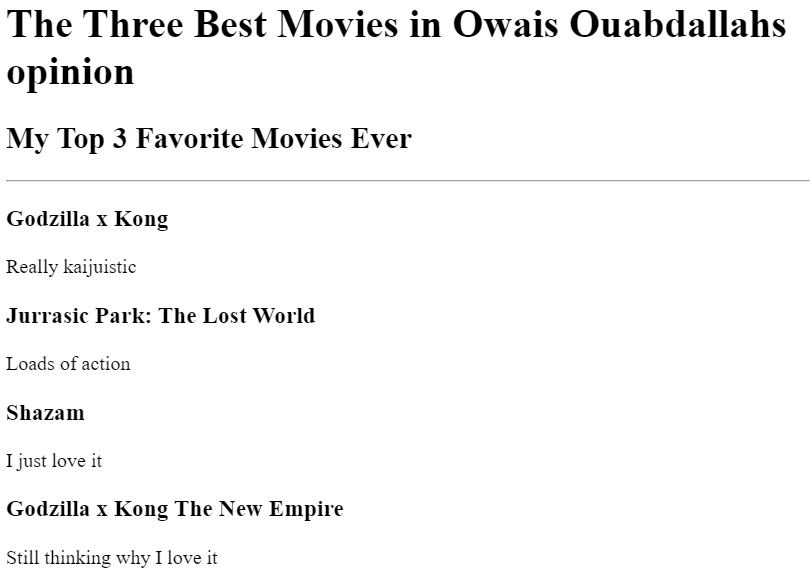 The Three Best Movies in Owais Ouabdallahs
opinion
My Top 3 Favorite Movies Ever
Godzilla x Kong
Really kaijuistic
Jurrasic Park: The Lost World
Loads of action
Shazam
I just love it
Godzilla x Kong The New Empire
Still thinking why I love it